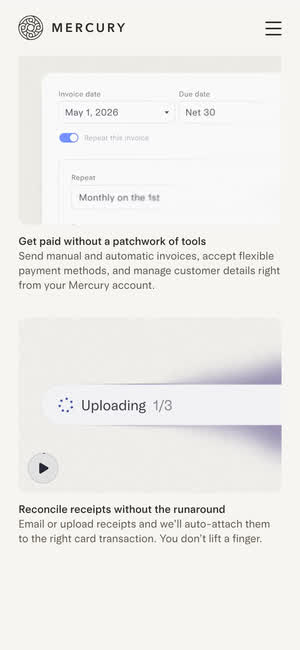 MERCURY
Invoice date
Due date
May 1, 2026
Net 30
Repeat this invoice
Repeat
Monthly on the 1st
Get paid without a patchwork of tools
Send manual and automatic invoices, accept flexible
payment methods, and manage customer details right
from your Mercury account.
Uploading 1/3
Reconcile receipts without the runaround
Email or upload receipts and we'll auto-attach them
to the right card transaction. You don't lift a finger.